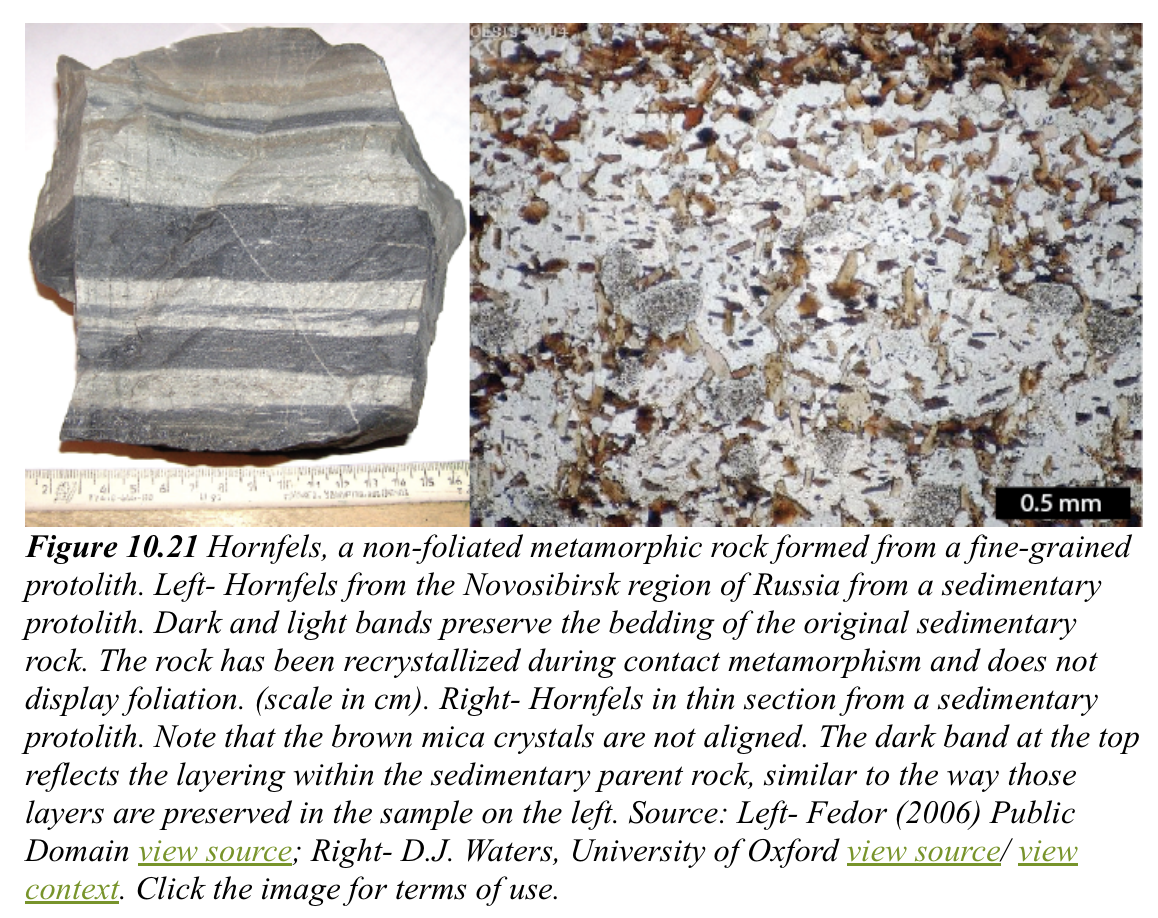 0.5 mm
Figure 10.21 Hornfels, a non-foliated metamorphic rock formed from a fine-grained
protolith. Left- Hornfels from the Novosibirsk region of Russia from a sedimentary
protolith. Dark and light bands preserve the bedding of the original sedimentary
rock. The rock has been recrystallized during contact metamorphism and does not
display foliation. (scale in cm). Right- Hornfels in thin section from a sedimentary
protolith. Note that the brown mica crystals are not aligned. The dark band at the top
reflects the layering within the sedimentary parent rock, similar to the way those
layers are preserved in the sample on the left. Source: Left- Fedor (2006) Public
Domain view source; Right- D.J. Waters, University of Oxford view source/ view
context. Click the image for terms of use.